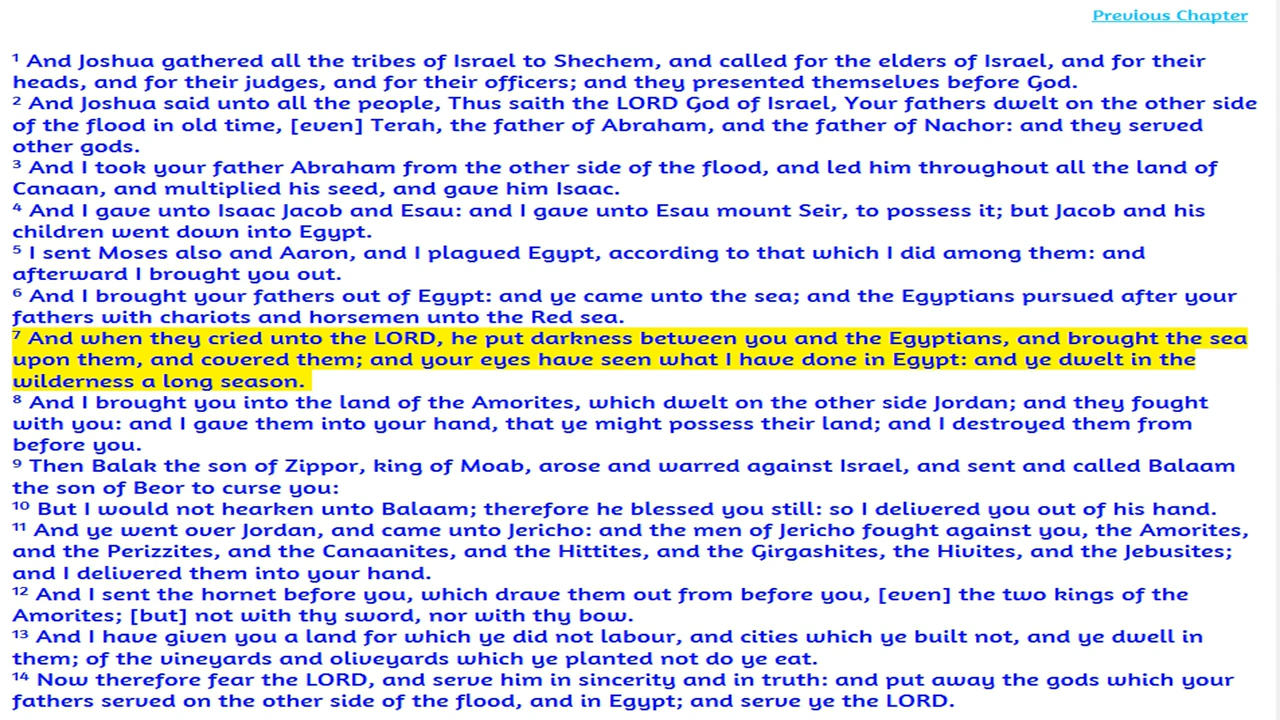 Previous Chapter
¹ And Joshua gathered all the tribes of Israel to Shechem, and called for the elders of Israel, and for their
heads, and for their judges, and for their officers; and they presented themselves before God.
² And Joshua said unto all the people, Thus saith the LORD God of Israel, Your fathers dwelt on the other side
of the flood in old time, [even] Terah, the father of Abraham, and the father of Nachor: and they served
other gods.
³ And I took your father Abraham from the other side of the flood, and led him throughout all the land of
Canaan, and multiplied his seed, and gave him Isaac.
⁴ And I gave unto Isaac Jacob and Esau: and I gave unto Esau mount Seir, to possess it; but Jacob and his
children went down into Egypt.
⁵ I sent Moses also and Aaron, and I plagued Egypt, according to that which I did among them: and
afterward I brought you out.
⁶ And I brought your fathers out of Egypt: and ye came unto the sea; and the Egyptians pursued after your
fathers with chariots and horsemen unto the Red sea.
⁷ And when they cried unto the LORD, he put darkness between you and the Egyptians, and brought the sea
upon them, and covered them; and your eyes have seen what I have done in Egypt: and ye dwelt in the
wilderness a long season.
⁸ And I brought you into the land of the Amorites, which dwelt on the other side Jordan; and they fought
with you: and I gave them into your hand, that ye might possess their land; and I destroyed them from
before you.
⁹ Then Balak the son of Zippor, king of Moab, arose and warred against Israel, and sent and called Balaam
the son of Beor to curse you:
¹⁰ But I would not hearken unto Balaam; therefore he blessed you still: so I delivered you out of his hand.
¹¹ And ye went over Jordan, and came unto Jericho: and the men of Jericho fought against you, the Amorites,
and the Perizzites, and the Canaanites, and the Hittites, and the Girgashites, the Hivites, and the Jebusites;
and I delivered them into your hand.
¹² And I sent the hornet before you, which drave them out from before you, [even] the two kings of the
Amorites; [but] not with thy sword, nor with thy bow.
¹³ And I have given you a land for which ye did not labour, and cities which ye built not, and ye dwell in
them; of the vineyards and oliveyards which ye planted not do ye eat.
¹⁴ Now therefore fear the LORD, and serve him in sincerity and in truth: and put away the gods which your
fathers served on the other side of the flood, and in Egypt; and serve ye the LORD.